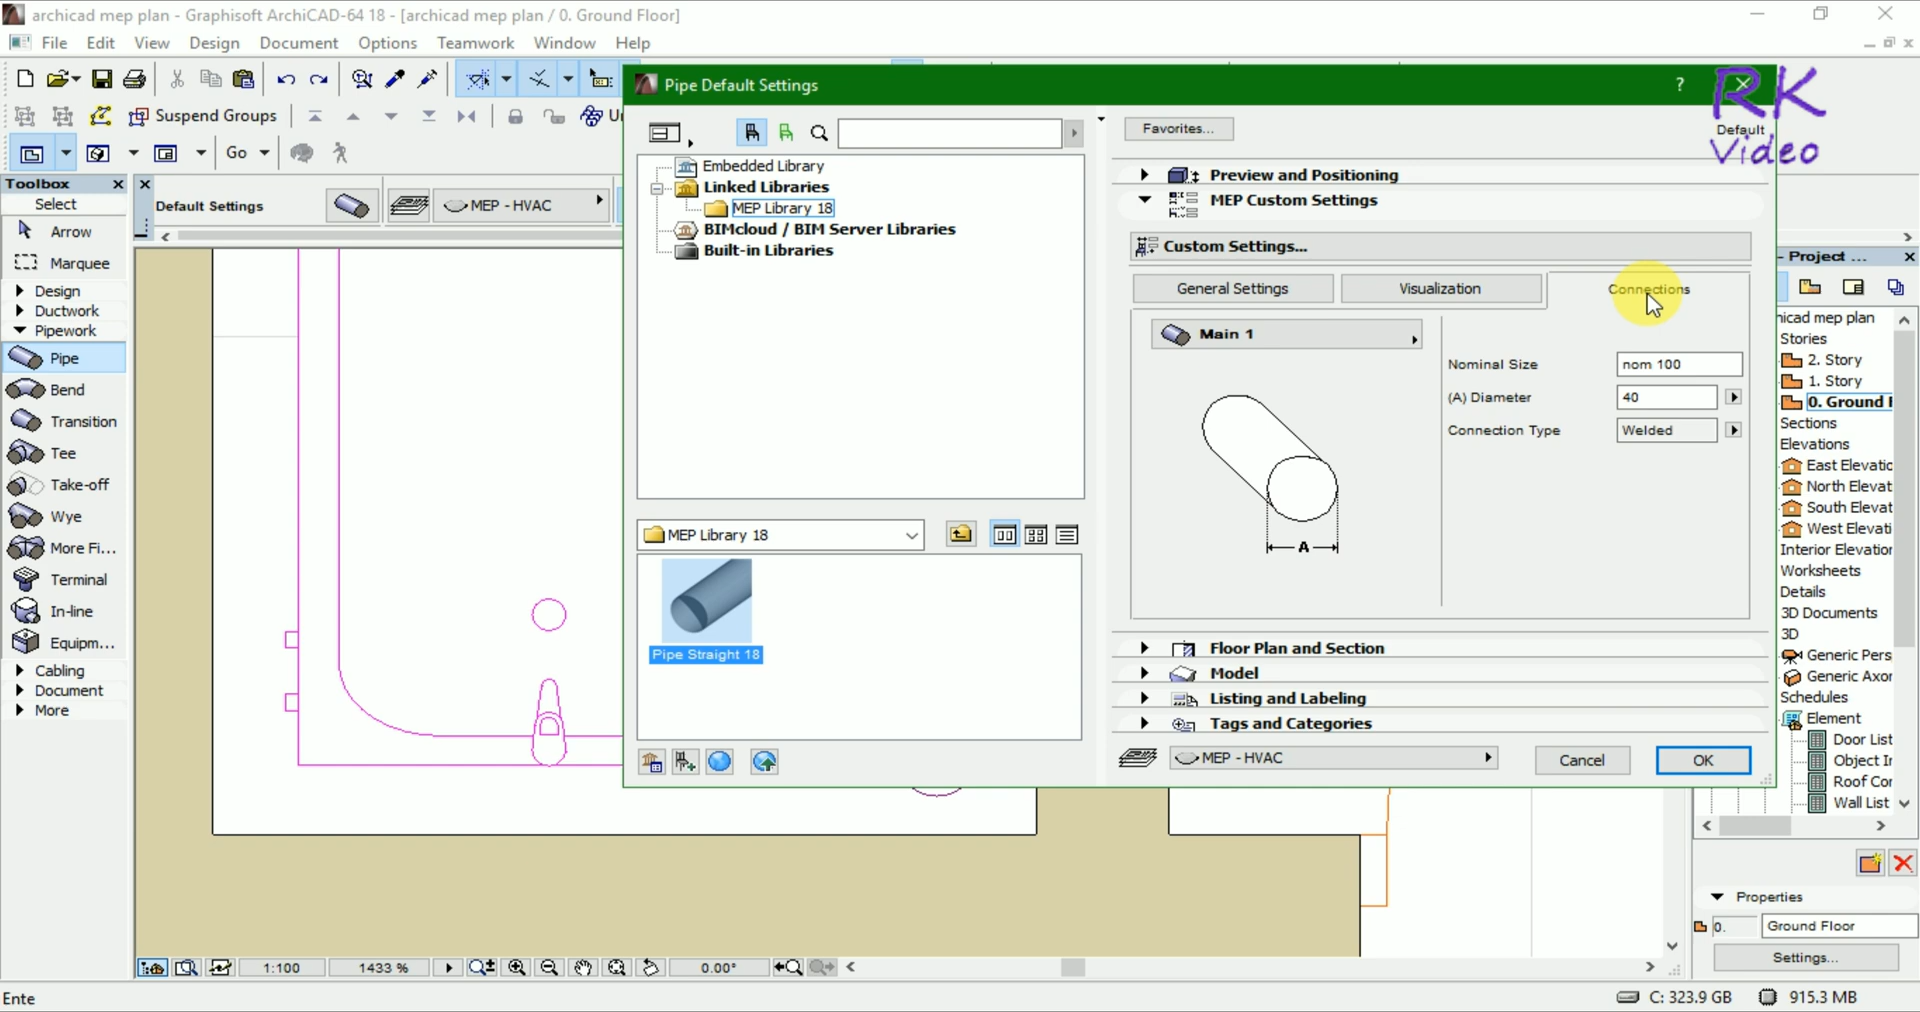 archicad mep plan - Graphisoft ArchiCAD-64 18 - [archicad mep plan / 0. Ground Floor]
File Edit View Design Document Options Teamwork Window Help
Suspend Groups
Go
Toolbox
Select
Arrow
Marquee
Design
Ductwork
Pipework
Pipe
Bend
Transition
Tee
Take-off
Wye
More Fi...
Terminal
In-line
Equipm...
Cabling
Document
More
Default Settings
MEP - HVAC
Pipe Default Settings
?
Embedded Library
Linked Libraries
MEP Library 18
BIMcloud / BIM Server Libraries
Built-in Libraries
MEP Library 18
Pipe Straight 18
Favorites...
Default
RK
Video
Preview and Positioning
MEP Custom Settings
Custom Settings...
General Settings
Visualization
Connections
Main 1
A
Nominal Size
nom 100
(A) Diameter
40
Connection Type
Welded
Floor Plan and Section
Model
Listing and Labeling
Tags and Categories
MEP - HVAC
Cancel
OK
- Project ...
hicad mep plan
Stories
2. Story
1. Story
0. Ground F
Sections
Elevations
East Elevatic
North Elevat
South Elevat
West Elevati
Interior Elevation
Worksheets
Details
3D Documents
3D
Generic Pers
Generic Axor
Schedules
Element
Door List
Object Ir
Roof Cor
Wall List
Properties
0.
Ground Floor
Settings...
1:100
1433 %
0.00°
Ente
C: 323.9 GB
915.3 MB